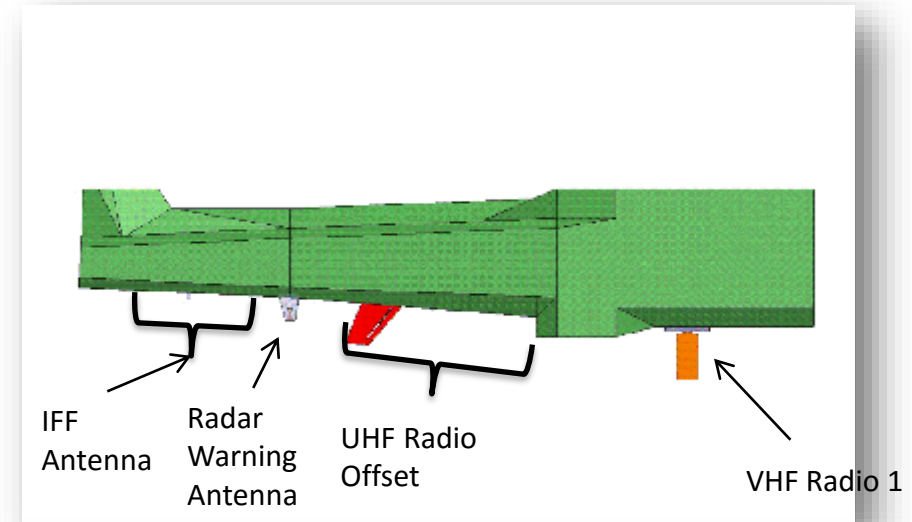 IFF
Antenna
Radar
Warning
Antenna
UHF Radio
Offset
VHF Radio 1